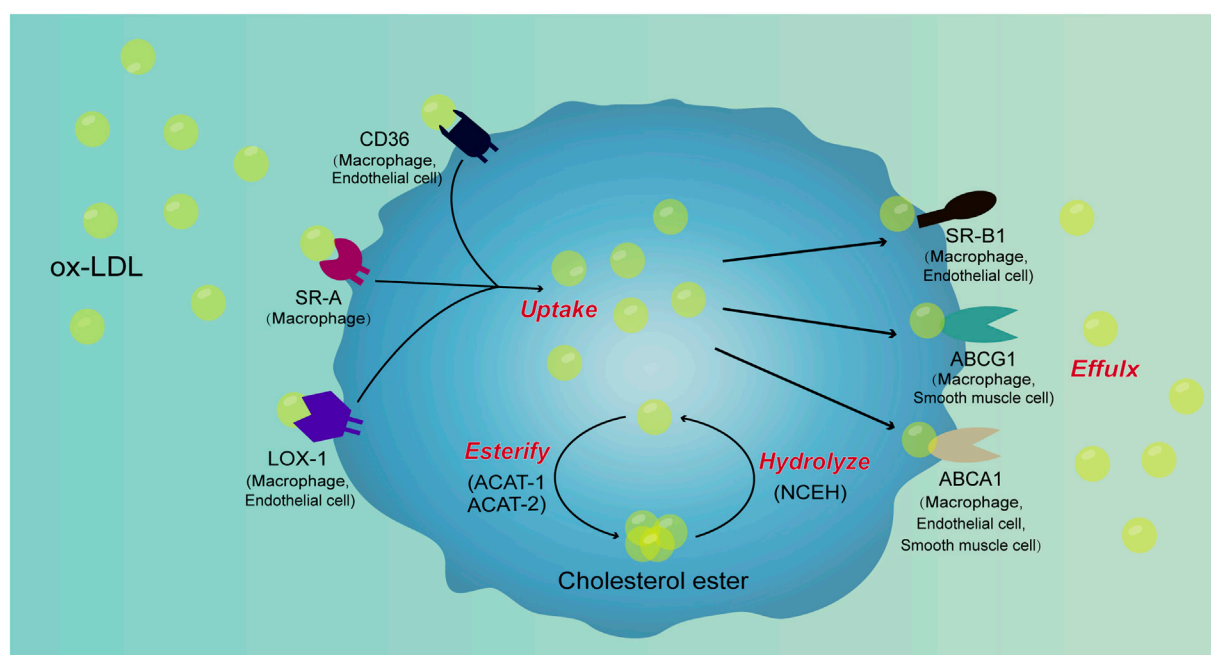 CD36
(Macrophage,
Endothelial cell)
ox-LDL
SR-A
(Macrophage)
LOX-1
(Macrophage,
Endothelial cell)
Uptake
Esterify
(ACAT-1
ACAT-2)
Hydrolyze
(NCEH)
Cholesterol ester
SR-B1
(Macrophage,
Endothelial cell)
ABCG1
(Macrophage,
Smooth muscle cell)
Effulx
ABCA1
(Macrophage,
Endothelial cell,
Smooth muscle cell)